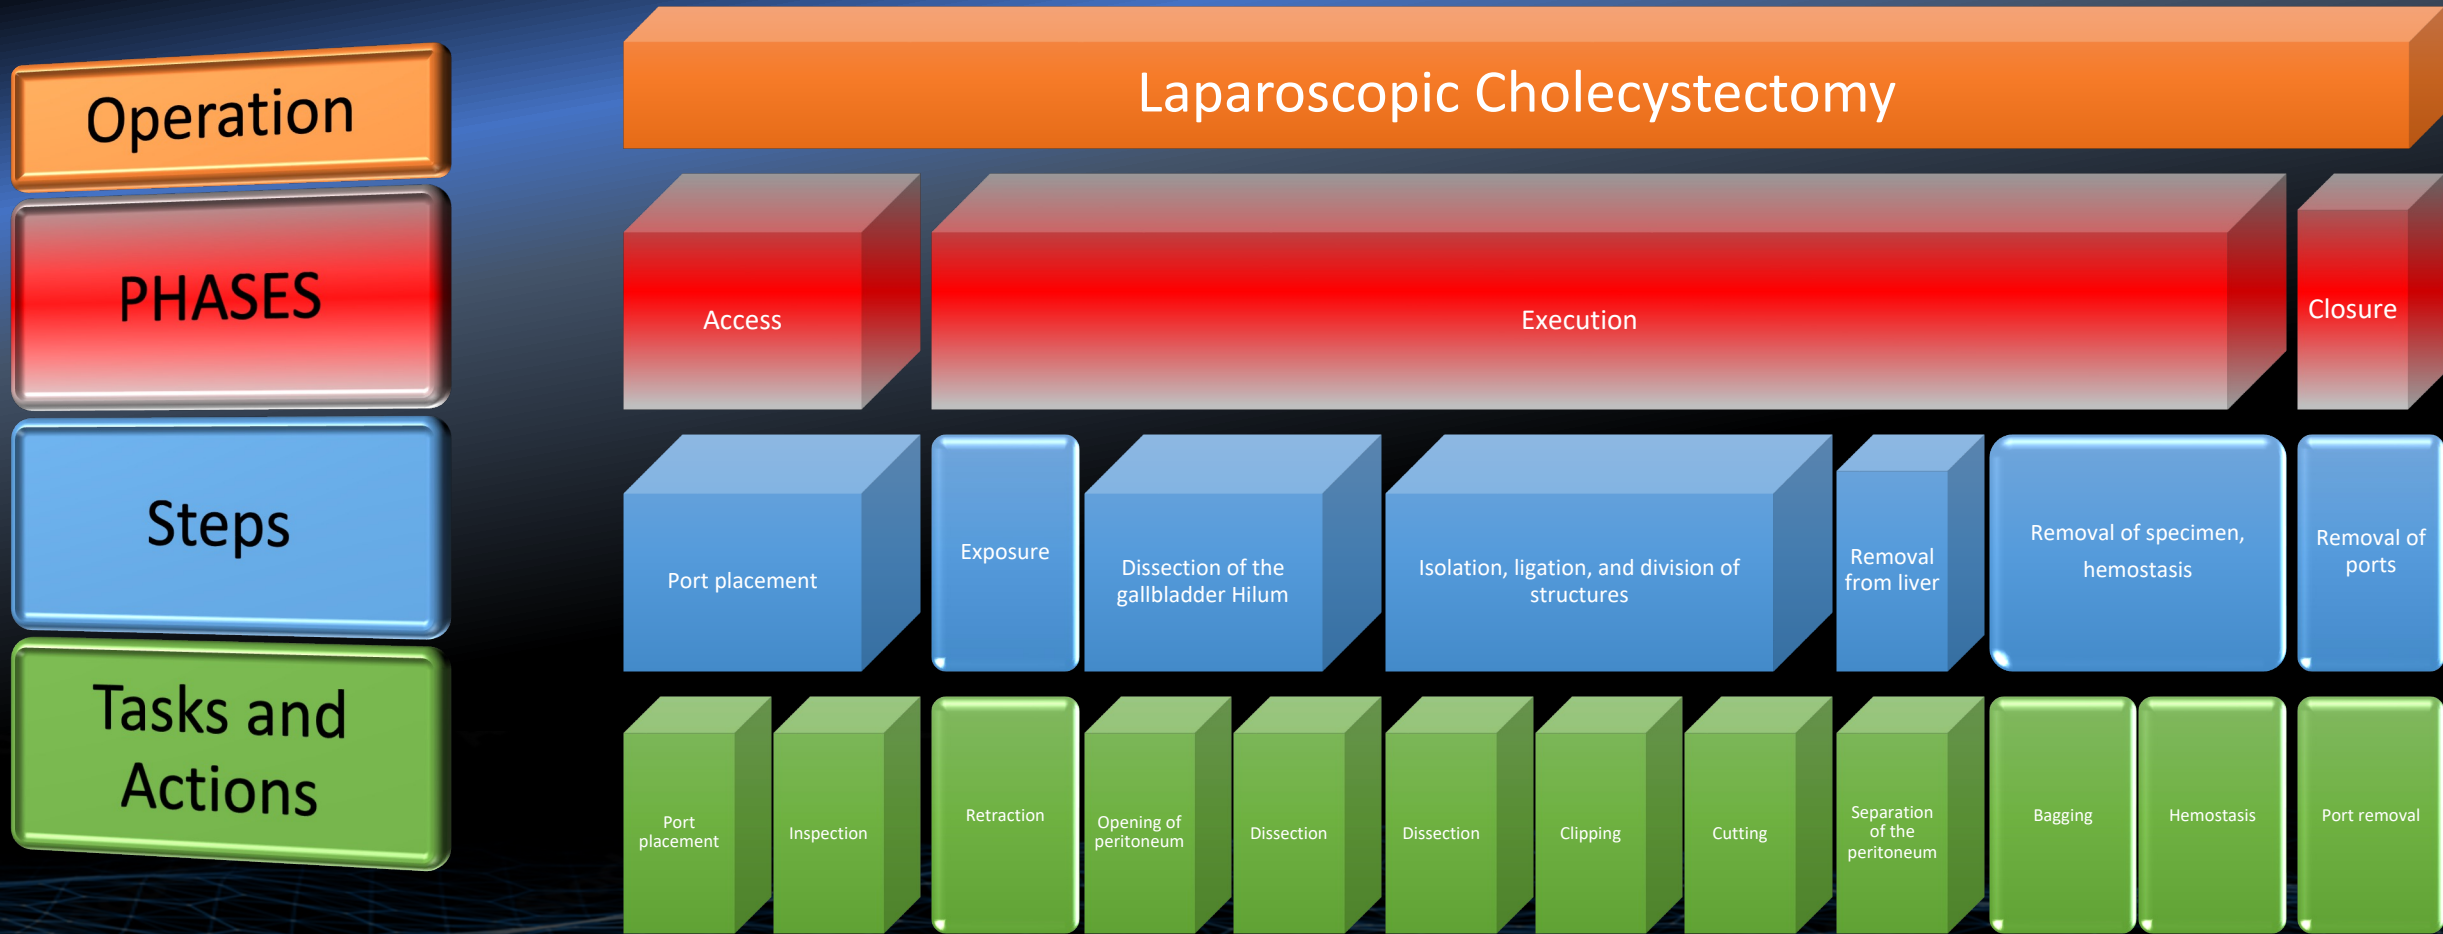 Operation
Laparoscopic Cholecystectomy
PHASES
Access
Execution
Closure
Steps
Port placement
Exposure
Dissection of the
gallbladder Hilum
Isolation, ligation, and division of
structures
Removal
from liver
Removal of specimen,
hemostasis
Removal of
ports
Tasks and
Actions
Port
placement
Inspection
Retraction
Opening of
peritoneum
Dissection
Dissection
Clipping
Cutting
Separation
of the
peritoneum
Bagging
Hemostasis
Port removal